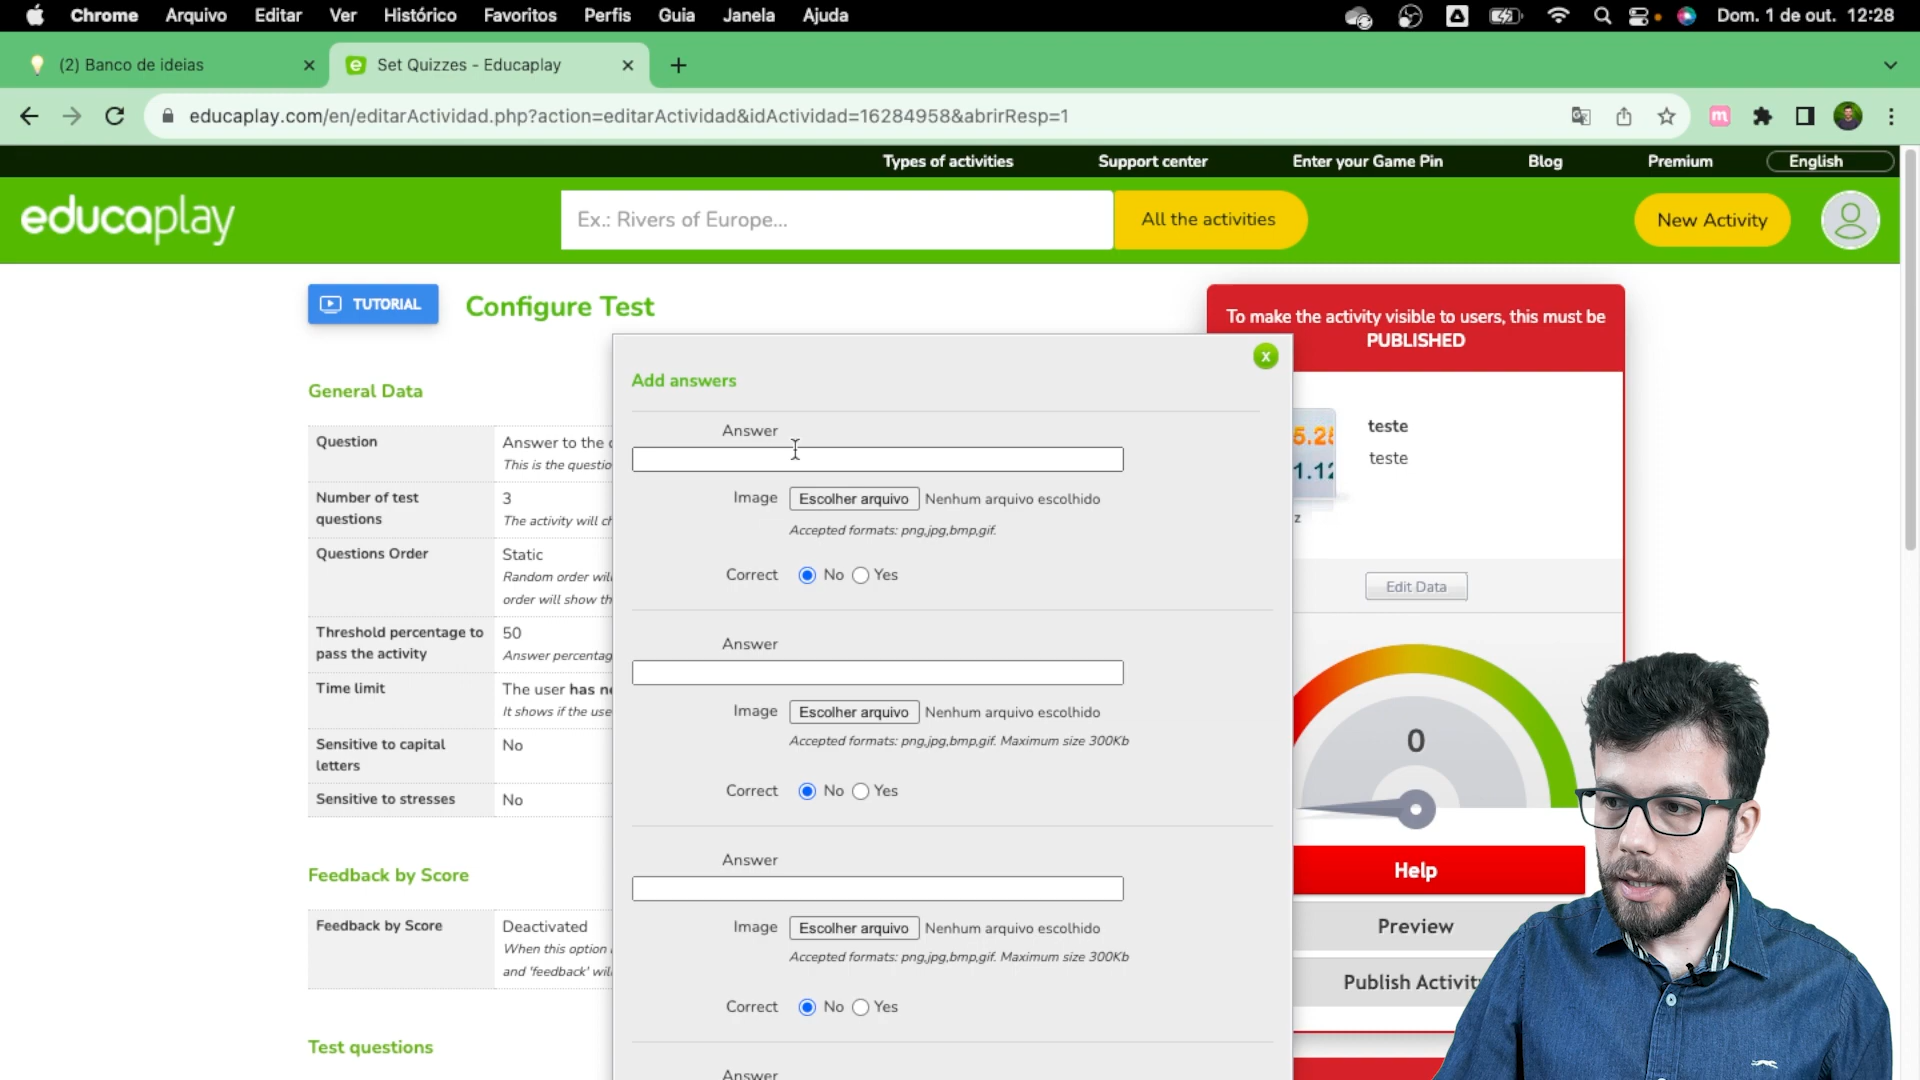 Chrome Arquivo Editar Ver Histórico Favoritos Perfis Guia Janela Ajuda Dom. 1 de out. 12:28
(2) Banco de ideias
Set Quizzes - Educaplay
educaplay.com/en/editarActividad.php?action=editarActividad&idActividad=16284958&abrirResp=1
Types of activities Support center Enter your Game Pin Blog Premium English
educaplay
Ex.: Rivers of Europe...
All the activities
New Activity
TUTORIAL
Configure Test
To make the activity visible to users, this must be
PUBLISHED
General Data
Question
Answer to the
This is the questio
Number of test
questions
3
The activity will
Questions Order
Static
Random order wil
order will show th
Threshold percentage to
pass the activity
50
Answer percentag
Time limit
The user has n
It shows if the use
Sensitive to capital
letters
No
Sensitive to stresses
No
Feedback by Score
Feedback by Score
Deactivated
When this option
and 'feedback' wil
Test questions
Add answers
x
Answer
Image Escolher arquivo Nenhum arquivo escolhido
Accepted formats: png,jpg,bmp,gif.
Correct No Yes
Answer
Image Escolher arquivo Nenhum arquivo escolhido
Accepted formats: png,jpg,bmp,gif. Maximum size 300Kb
Correct No Yes
Answer
Image Escolher arquivo Nenhum arquivo escolhido
Accepted formats: png,jpg,bmp,gif. Maximum size 300Kb
Correct No Yes
Answer
5.2
1.12
z
teste
teste
Edit Data
0
Help
Preview
Publish Activit